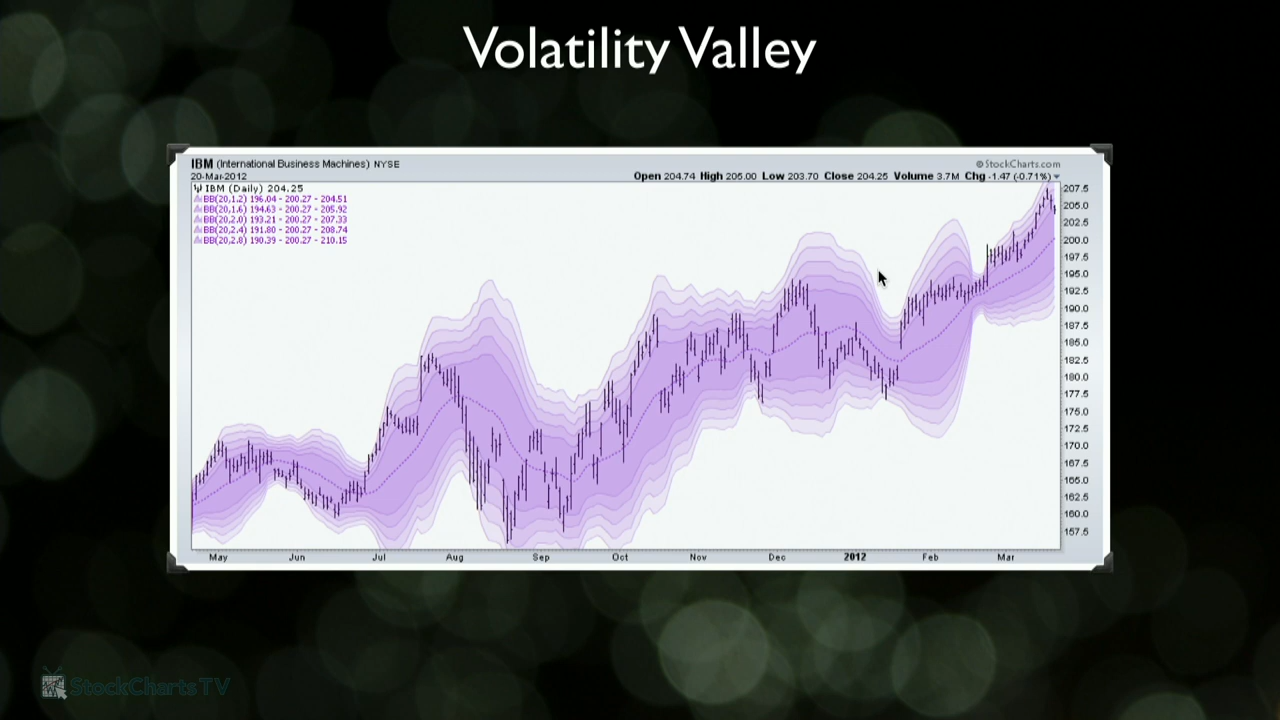 Volatility Valley
IBM (International Business Machines) NYSE
© StockCharts.com
20-Mar-2012
Open 204.74 High 205.00 Low 203.70 Close 204.25 Volume 3.7M Chg -1.47 (-0.71%)
IBM (Daily) 204.25
BB(20,1.2) 196.04 - 200.27 - 204.51
BB(20,1.6) 194.63 - 200.27 - 205.92
BB(20,2.0) 193.21 - 200.27 - 207.33
BB(20,2.4) 191.80 - 200.27 - 208.74
BB(20,2.8) 190.39 - 200.27 - 210.15
207.5
205.0
202.5
200.0
197.5
195.0
192.5
190.0
187.5
185.0
182.5
180.0
177.5
175.0
172.5
170.0
167.5
165.0
162.5
160.0
157.5
May Jun Jul Aug Sep Oct Nov Dec 2012 Feb Mar
StockChartsTV